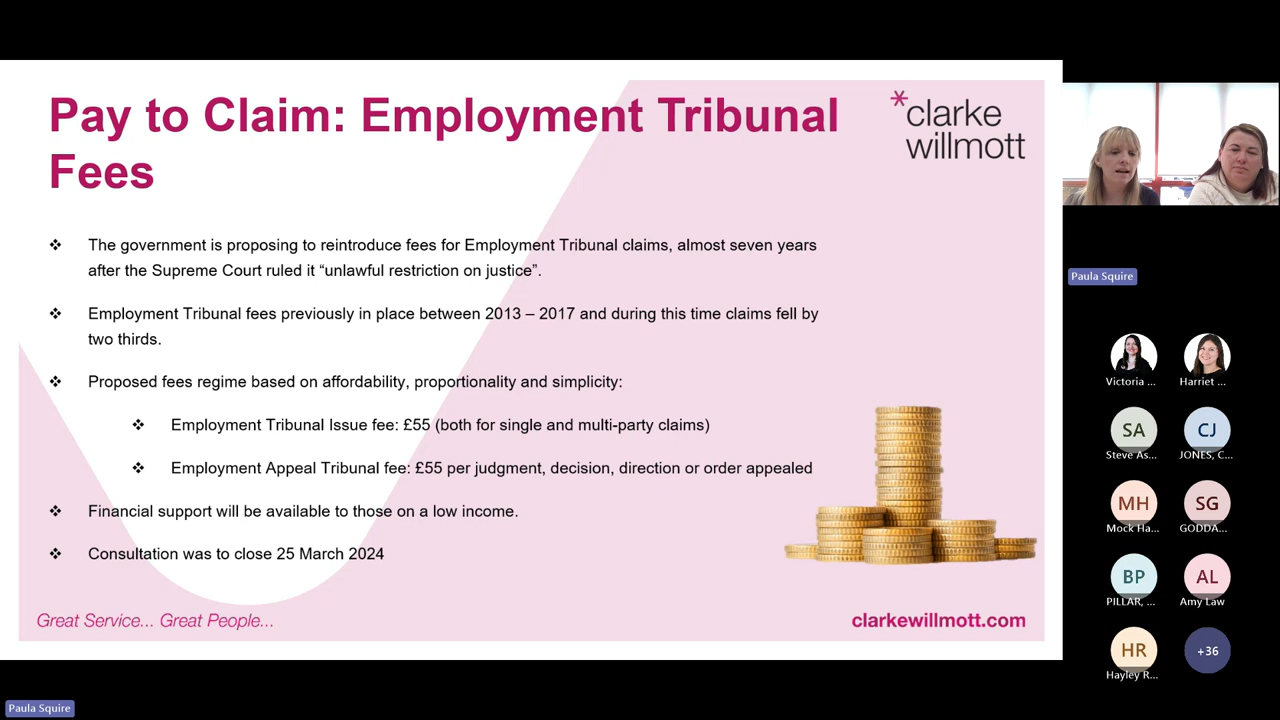 Pay to Claim: Employment Tribunal
Fees
*clarke
willmott
❖ The government is proposing to reintroduce fees for Employment Tribunal claims, almost seven years
after the Supreme Court ruled it “unlawful restriction on justice”.
❖ Employment Tribunal fees previously in place between 2013 – 2017 and during this time claims fell by
two thirds.
❖ Proposed fees regime based on affordability, proportionality and simplicity:
❖ Employment Tribunal Issue fee: £55 (both for single and multi-party claims)
❖ Employment Appeal Tribunal fee: £55 per judgment, decision, direction or order appealed
❖ Financial support will be available to those on a low income.
❖ Consultation was to close 25 March 2024
Great Service... Great People...
clarkewillmott.com
Paula Squire
Victoria ...
Harriet ...
SA
CJ
Steve As...
JONES, C...
MH
SG
Mock Ha...
GODDA...
BP
AL
PILLAR, ...
Amy Law
HR
+36
Hayley R...
Paula Squire